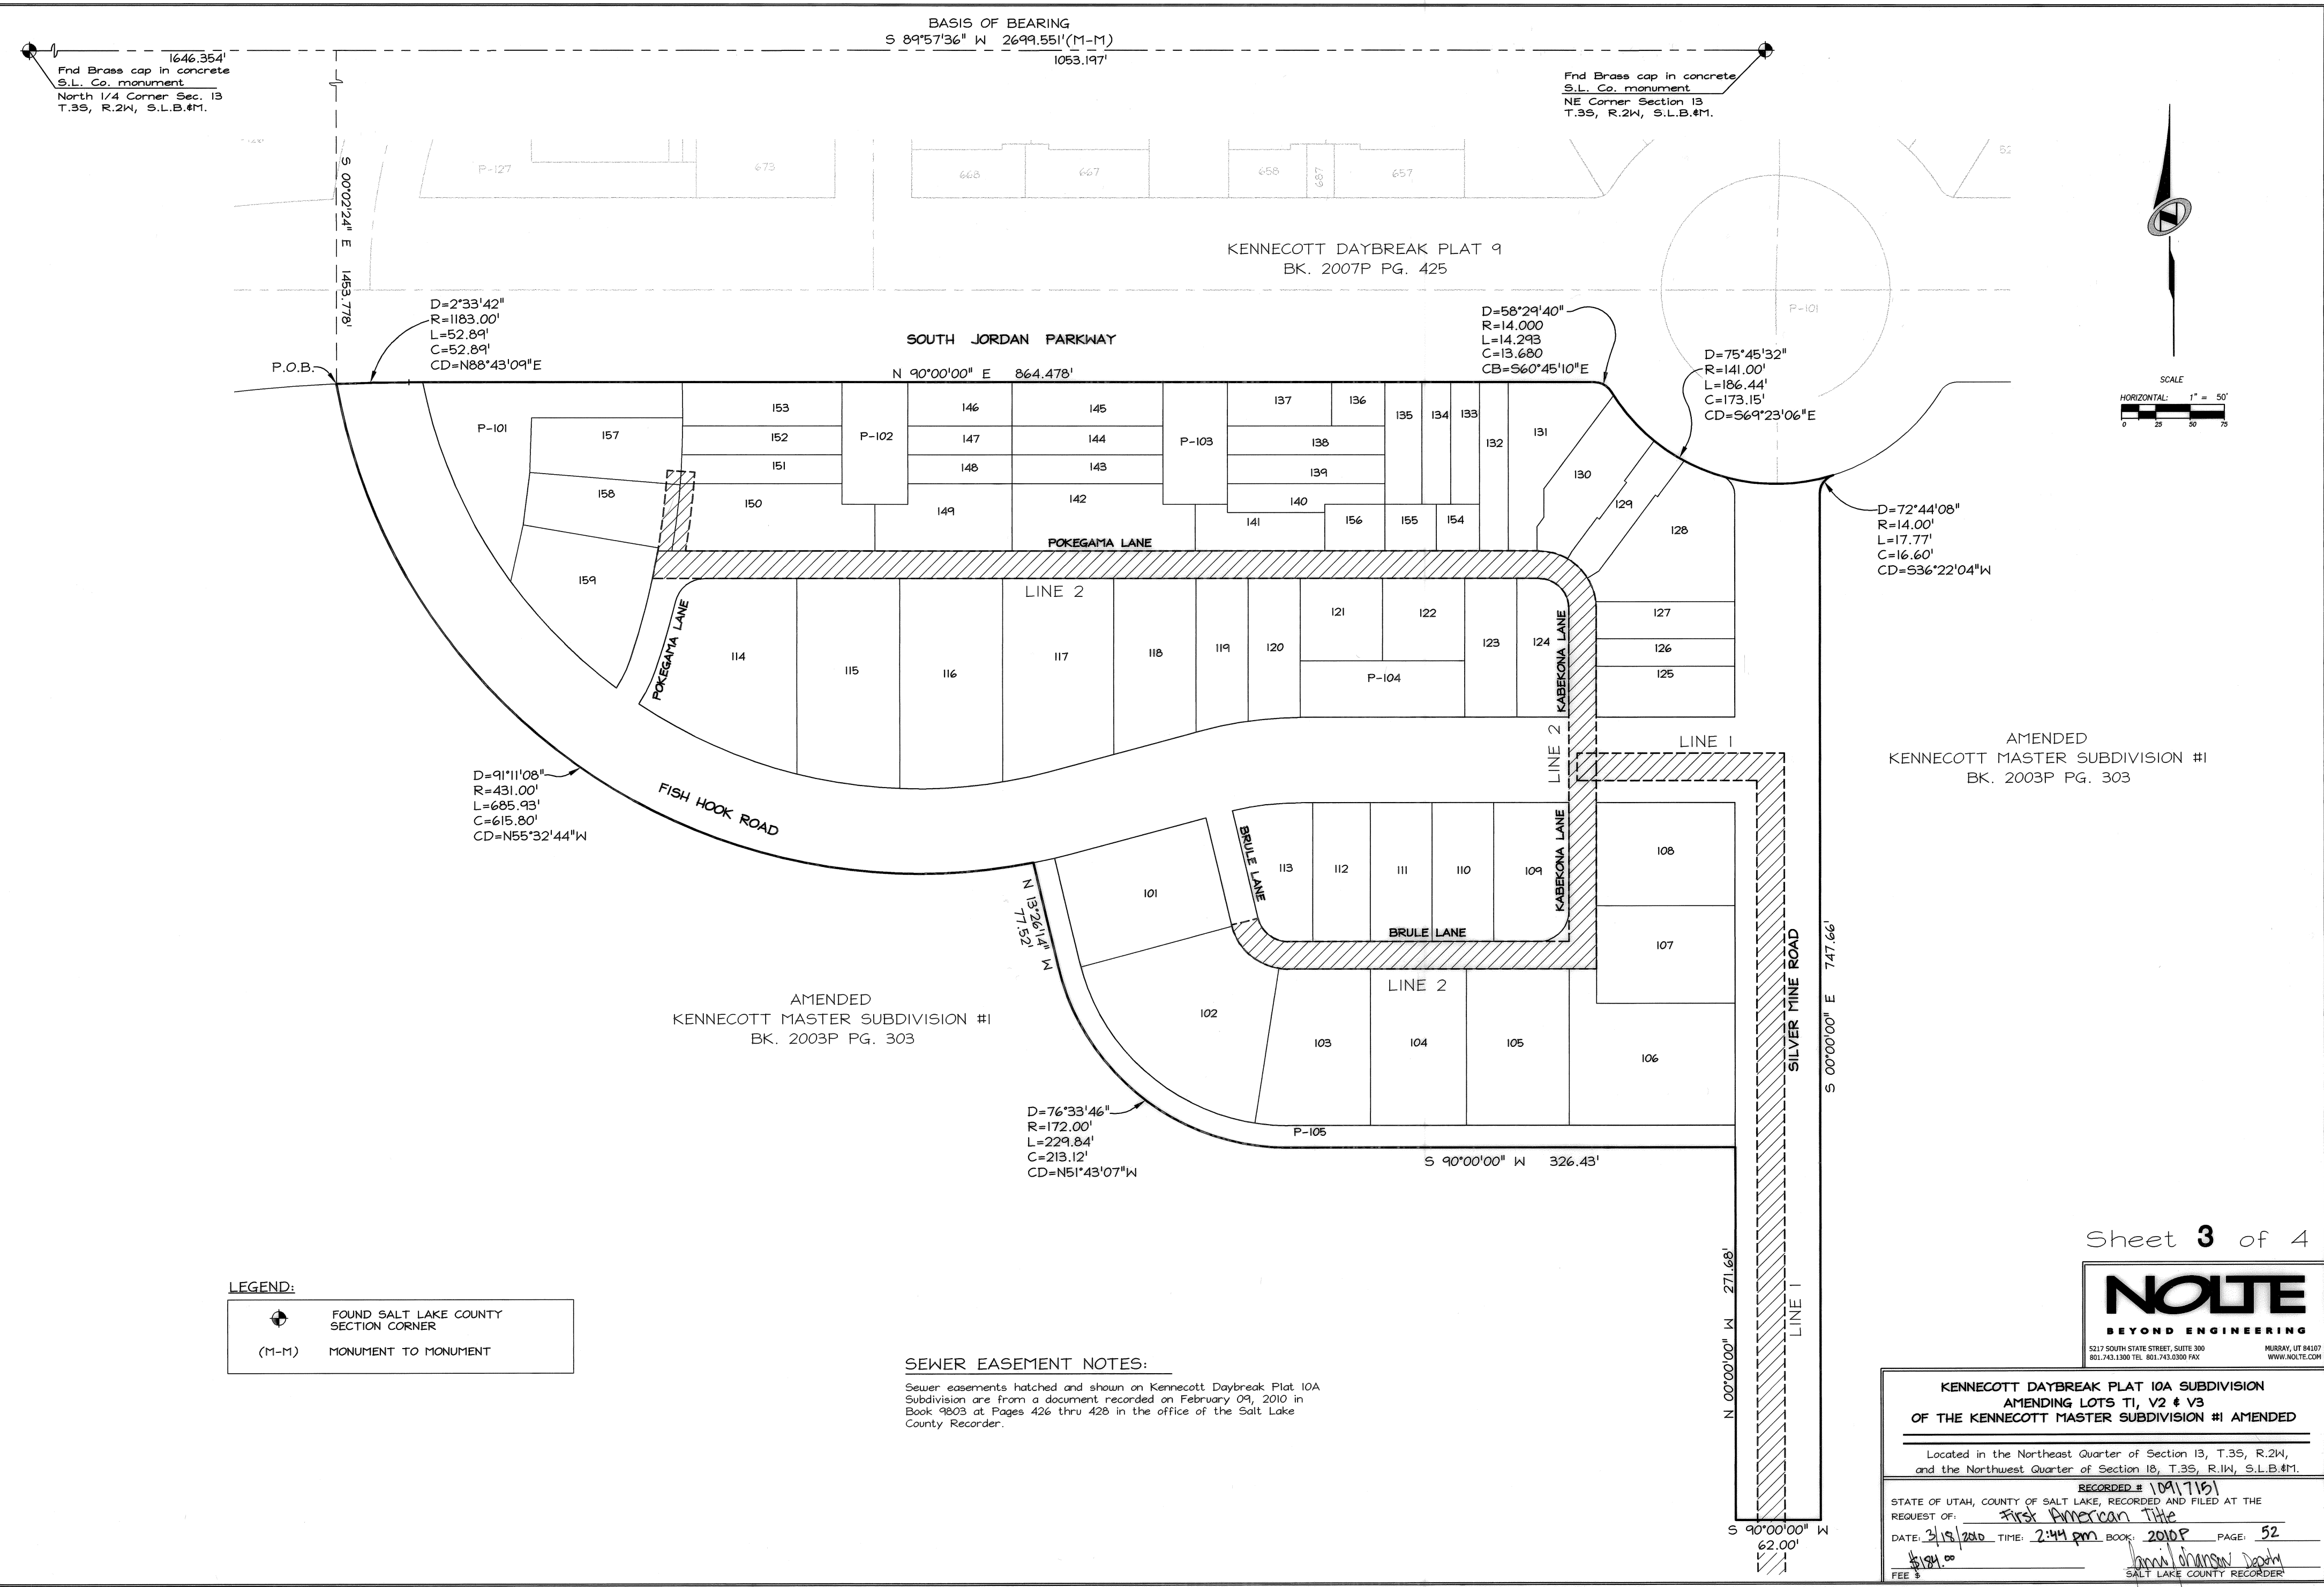 BASIS OF BEARING
S 89°57'36" W 2699.551'(M-M)
1646.354'
1053.197'
Fnd Brass cap in concrete
S.L. Co. monument
North 1/4 Corner Sec. 13
T.3S, R.2W, S.L.B.&M.
Fnd Brass cap in concrete
S.L. Co. monument
NE Corner Section 13
T.3S, R.2W, S.L.B.&M.
S 00°02'24" E 1453.778'
P-127
673
668
667
658
687
657
52
KENNECOTT DAYBREAK PLAT 9
BK. 2007P PG. 425
P-101
SCALE
HORIZONTAL: 1" = 50'
0 25 50 75
D=2°33'42"
R=1183.00'
L=52.89'
C=52.89'
CD=N88°43'09"E
P.O.B.
SOUTH JORDAN PARKWAY
N 90°00'00" E 864.478'
D=58°29'40"
R=14.000
L=14.293
C=13.680
CB=S60°45'10"E
D=75°45'32"
R=141.00'
L=186.44'
C=173.15'
CD=S69°23'06"E
D=72°44'08"
R=14.00'
L=17.77'
C=16.60'
CD=S36°22'04"W
P-101
157
158
159
153
152
151
150
P-102
146
147
148
149
145
144
143
142
P-103
137
136
138
139
140
141
156
155
154
135
134
133
132
131
130
129
128
127
126
125
POKEGAMA LANE
LINE 2
POKEGAMA LANE
114
115
116
117
118
119
120
121
122
P-104
123
124
KABEKONA LANE
LINE 2
LINE 1
AMENDED
KENNECOTT MASTER SUBDIVISION #1
BK. 2003P PG. 303
D=91°11'08"
R=431.00'
L=685.93'
C=615.80'
CD=N55°32'44"W
FISH HOOK ROAD
BRULE LANE
113
112
111
110
109
KABEKONA LANE
108
107
BRULE LANE
LINE 2
101
102
103
104
105
106
N 13°26'14" W
77.52'
SILVER MINE ROAD
S 00°00'00" E 747.66'
AMENDED
KENNECOTT MASTER SUBDIVISION #1
BK. 2003P PG. 303
D=76°33'46"
R=172.00'
L=229.84'
C=213.12'
CD=N51°43'07"W
P-105
S 90°00'00" W 326.43'
N 00°00'00" W 271.68'
LINE 1
S 90°00'00" W
62.00'
LEGEND:
FOUND SALT LAKE COUNTY
SECTION CORNER
(M-M) MONUMENT TO MONUMENT
SEWER EASEMENT NOTES:
Sewer easements hatched and shown on Kennecott Daybreak Plat 10A
Subdivision are from a document recorded on February 09, 2010 in
Book 9803 at Pages 426 thru 428 in the office of the Salt Lake
County Recorder.
Sheet 3 of 4
NOLTE
BEYOND ENGINEERING
5217 SOUTH STATE STREET, SUITE 300 MURRAY, UT 84107
801.743.1300 TEL 801.743.0300 FAX WWW.NOLTE.COM
KENNECOTT DAYBREAK PLAT 10A SUBDIVISION
AMENDING LOTS T1, V2 & V3
OF THE KENNECOTT MASTER SUBDIVISION #1 AMENDED
Located in the Northeast Quarter of Section 13, T.3S, R.2W,
and the Northwest Quarter of Section 18, T.3S, R.1W, S.L.B.&M.
RECORDED # 10917151
STATE OF UTAH, COUNTY OF SALT LAKE, RECORDED AND FILED AT THE
REQUEST OF: First American Title
DATE: 3/18/2010 TIME: 2:44 pm BOOK: 2010P PAGE: 52
$184.00
Deputy
FEE $ SALT LAKE COUNTY RECORDER